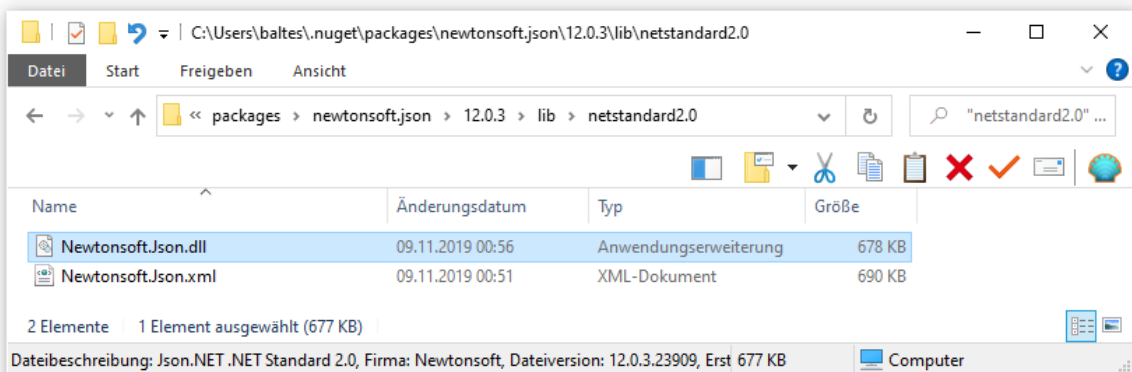 C:\Users\baltes\.nuget\packages\newtonsoft.json\12.0.3\lib\netstandard2.0
Datei Start Freigeben Ansicht ?
« packages > newtonsoft.json > 12.0.3 > lib > netstandard2.0 "netstandard2.0" ...
Name Änderungsdatum Typ Größe
Newtonsoft.Json.dll 09.11.2019 00:56 Anwendungserweiterung 678 KB
Newtonsoft.Json.xml 09.11.2019 00:51 XML-Dokument 690 KB
2 Elemente 1 Element ausgewählt (677 KB)
Dateibeschreibung: Json.NET .NET Standard 2.0, Firma: Newtonsoft, Dateiversion: 12.0.3.23909, Erst 677 KB Computer